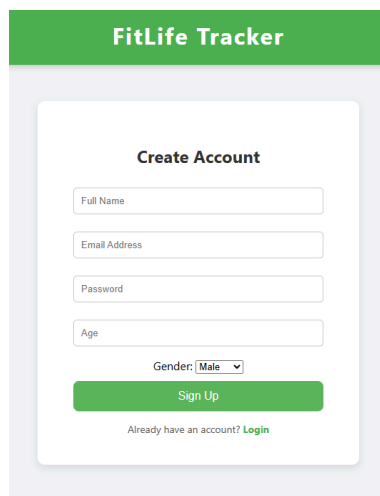 FitLife Tracker
Create Account
Full Name
Email Address
Password
Age
Gender: Male
Sign Up
Already have an account? Login